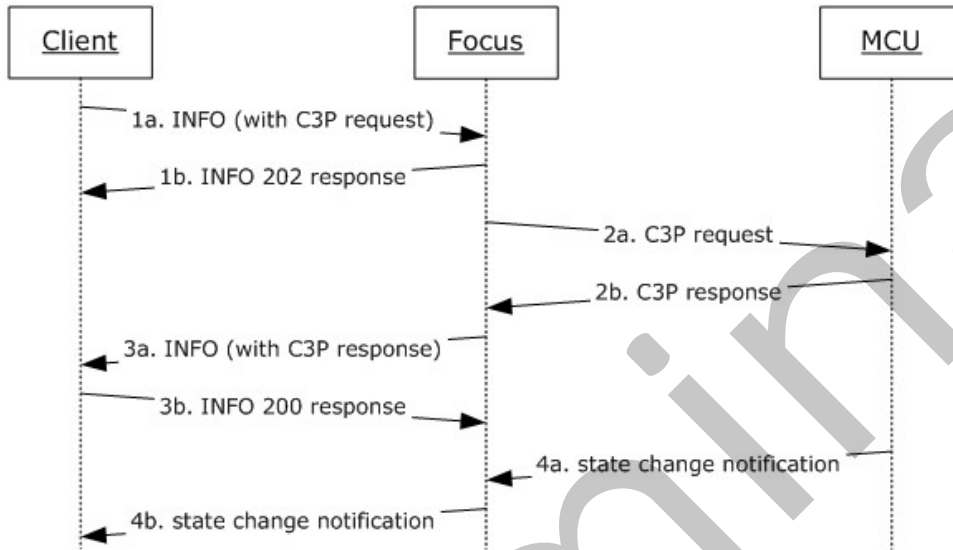 Client
Focus
MCU
1a. INFO (with C3P request)
1b. INFO 202 response
2a. C3P request
2b. C3P response
3a. INFO (with C3P response)
3b. INFO 200 response
4a. state change notification
4b. state change notification